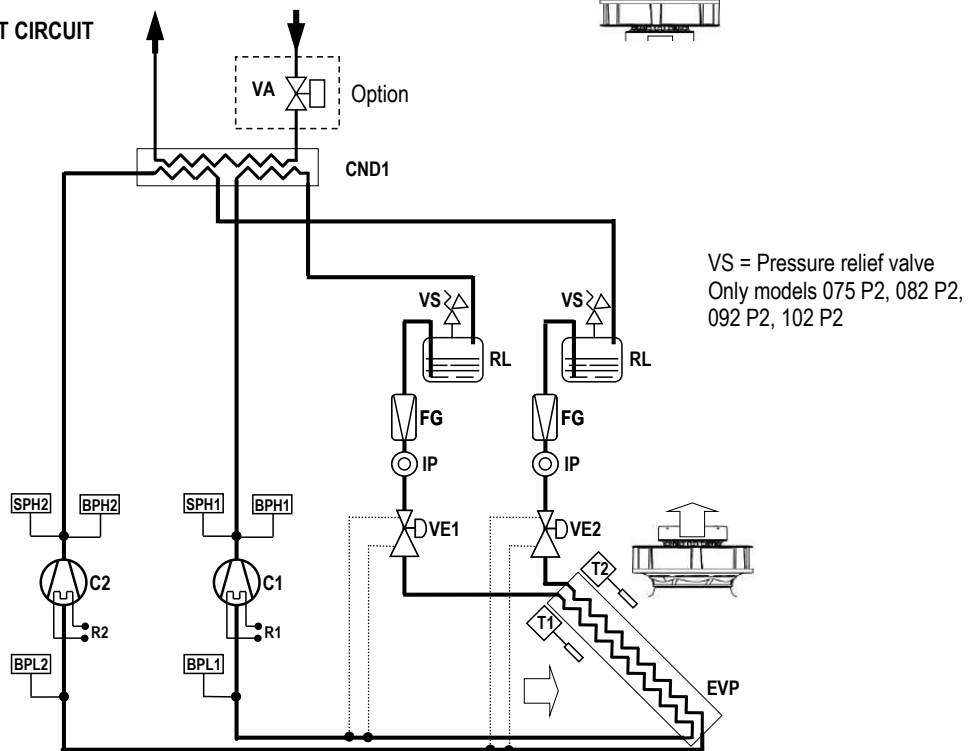 T CIRCUIT
VA
Option
CND1
VS = Pressure relief valve
Only models 075 P2, 082 P2,
092 P2, 102 P2
VS
RL
VS
RL
FG
FG
IP
IP
SPH2
BPH2
SPH1
BPH1
VE1
VE2
C2
C1
T2
R2
R1
T1
BPL2
BPL1
EVP